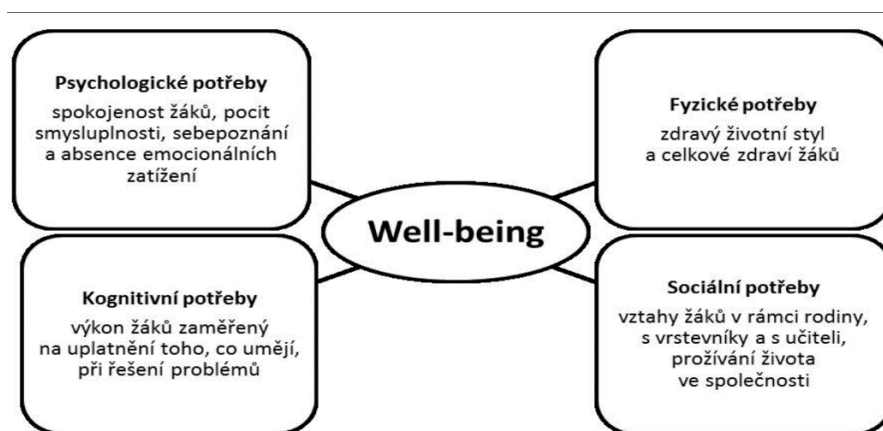 Psychologické potřeby
spokojenost žáků, pocit
smysluplnosti, sebepoznání
a absence emocionálních
zatížení
Fyzické potřeby
zdravý životní styl
a celkové zdraví žáků
Well-being
Kognitivní potřeby
výkon žáků zaměřený
na uplatnění toho, co umějí,
při řešení problémů
Sociální potřeby
vztahy žáků v rámci rodiny,
s vrstevníky a s učiteli,
prožívání života
ve společnosti